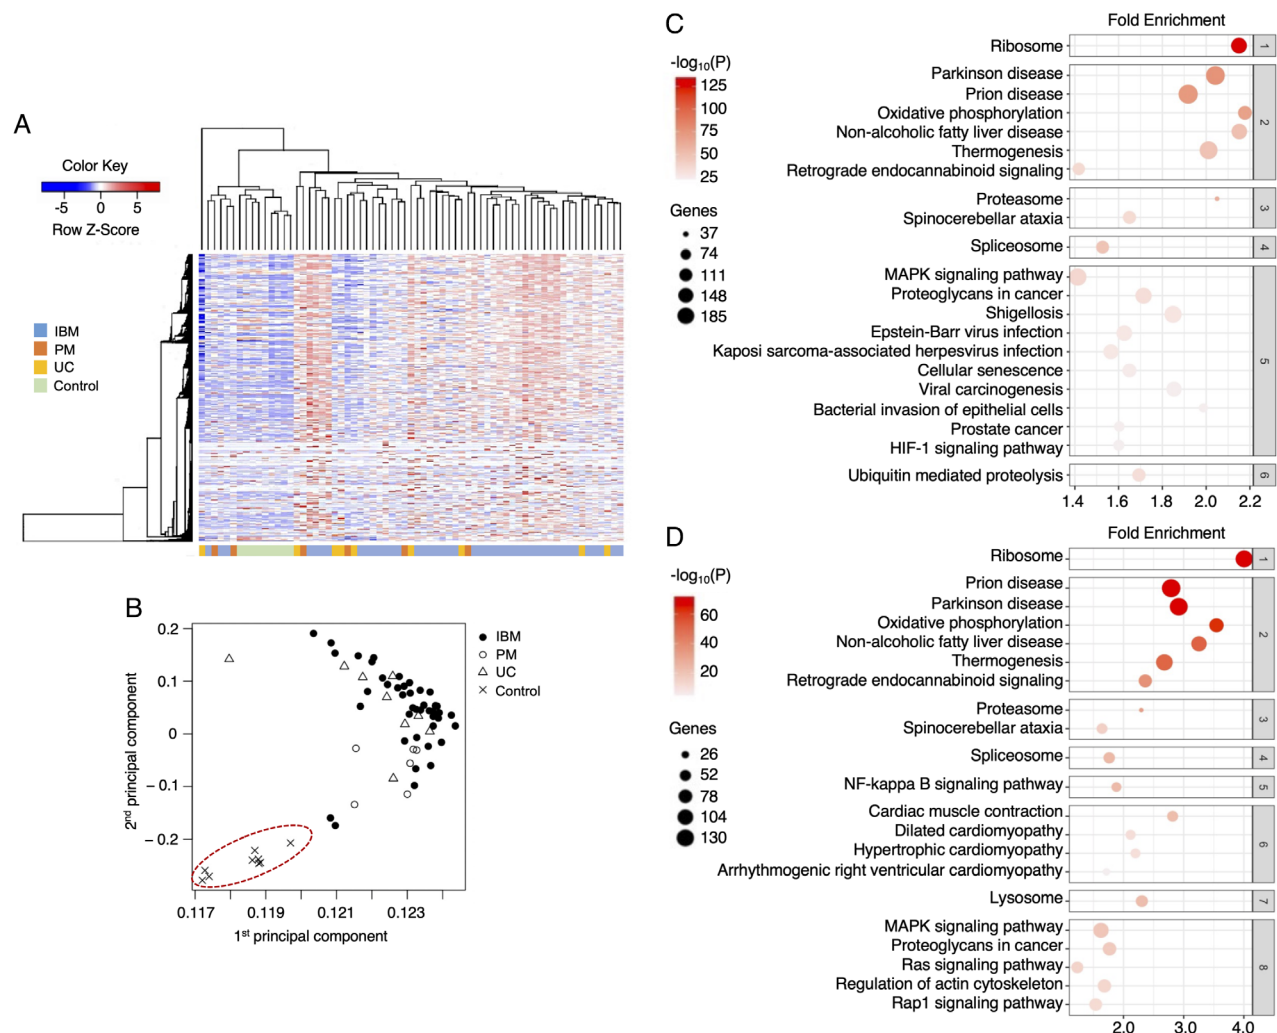 A
Color Key
-5 0 5
Row Z-Score
IBM
PM
UC
Control
B
0.2
0.1
0
– 0.1
– 0.2
2nd principal component
0.117 0.119 0.121 0.123
1st principal component
IBM
PM
UC
Control
C
Fold Enrichment
-log10(P)
125
100
75
50
25
Genes
37
74
111
148
185
Ribosome
1
Parkinson disease
Prion disease
Oxidative phosphorylation
Non-alcoholic fatty liver disease
Thermogenesis
Retrograde endocannabinoid signaling
2
Proteasome
Spinocerebellar ataxia
3
Spliceosome
4
MAPK signaling pathway
Proteoglycans in cancer
Shigellosis
Epstein-Barr virus infection
Kaposi sarcoma-associated herpesvirus infection
Cellular senescence
Viral carcinogenesis
Bacterial invasion of epithelial cells
Prostate cancer
HIF-1 signaling pathway
5
Ubiquitin mediated proteolysis
6
1.4 1.6 1.8 2.0 2.2
D
Fold Enrichment
-log10(P)
60
40
20
Genes
26
52
78
104
130
Ribosome
1
Prion disease
Parkinson disease
Oxidative phosphorylation
Non-alcoholic fatty liver disease
Thermogenesis
Retrograde endocannabinoid signaling
2
Proteasome
Spinocerebellar ataxia
3
Spliceosome
4
NF-kappa B signaling pathway
5
Cardiac muscle contraction
Dilated cardiomyopathy
Hypertrophic cardiomyopathy
Arrhythmogenic right ventricular cardiomyopathy
6
Lysosome
7
MAPK signaling pathway
Proteoglycans in cancer
Ras signaling pathway
Regulation of actin cytoskeleton
Rap1 signaling pathway
8
2.0 3.0 4.0